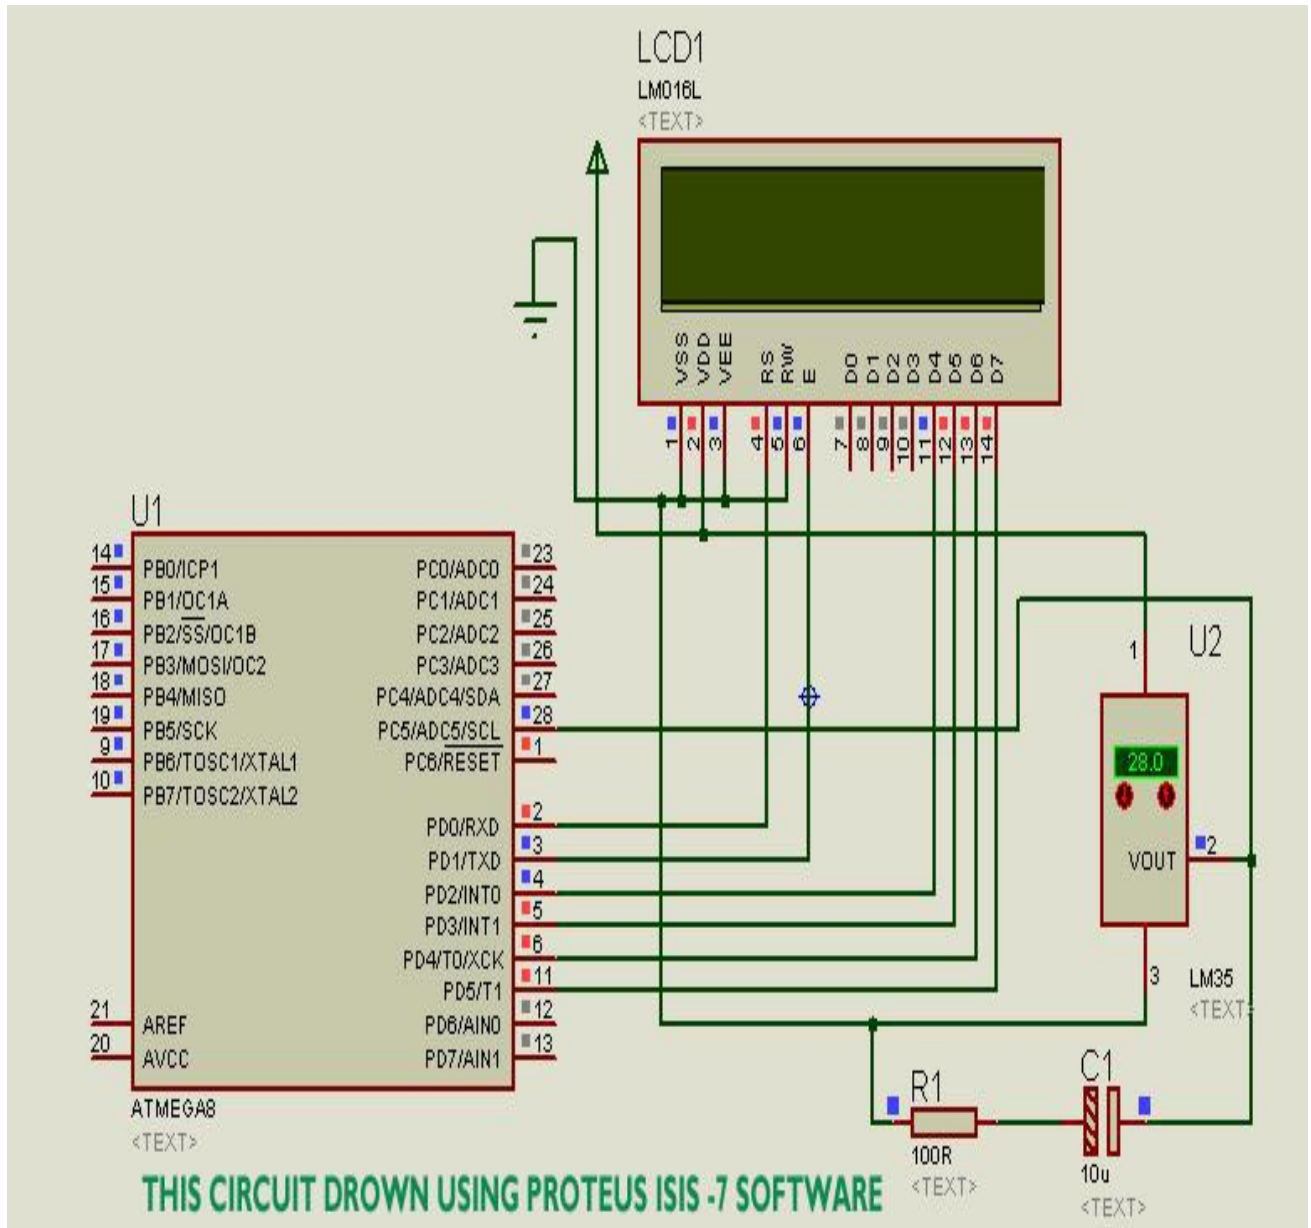 LCD1
LM016L
<TEXT>
VSS
VDD
VEE
RS
RW
E
D0
D1
D2
D3
D4
D5
D6
D7
1
2
3
4
5
6
7
8
9
10
11
12
13
14
U1
14 PB0/ICP1 PC0/ADC0 23
15 PB1/OC1A PC1/ADC1 24
16 PB2/SS/OC1B PC2/ADC2 25
17 PB3/MOSI/OC2 PC3/ADC3 26
18 PB4/MISO PC4/ADC4/SDA 27
19 PB5/SCK PC5/ADC5/SCL 28
9 PB6/TOSC1/XTAL1 PC6/RESET 1
10 PB7/TOSC2/XTAL2
PD0/RXD 2
PD1/TXD 3
PD2/INT0 4
PD3/INT1 5
PD4/T0/XCK 6
PD5/T1 11
21 AREF PD6/AIN0 12
20 AVCC PD7/AIN1 13
ATMEGA8
<TEXT>
U2
1
28.0
VOUT 2
3
LM35
<TEXT>
R1
100R
<TEXT>
C1
10u
<TEXT>
THIS CIRCUIT DROWN USING PROTEUS ISIS -7 SOFTWARE